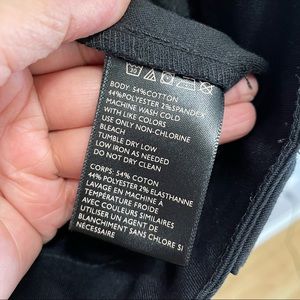 BODY 54%COTTON
44%POLYESTER 2%SPANDEX
MACHINE WASH COLD
WITH LIKE COLORS
USE ONLY NON-CHLORINE
BLEACH
TUMBLE DRY LOW
LOW IRON AS NEEDED
DO NOT DRY CLEAN
CORPS: 54% COTON
44% POLYESTER 2% ELASTHANNE
LAVAGE EN MACHINE A
TEMPÉRATURE FROIDE
AVEC COULEURS SIMILAIRES
UTILISER UN AGENT DE
BLANCHIMENT SANS CHLORE SI
NÉCESSAIRE